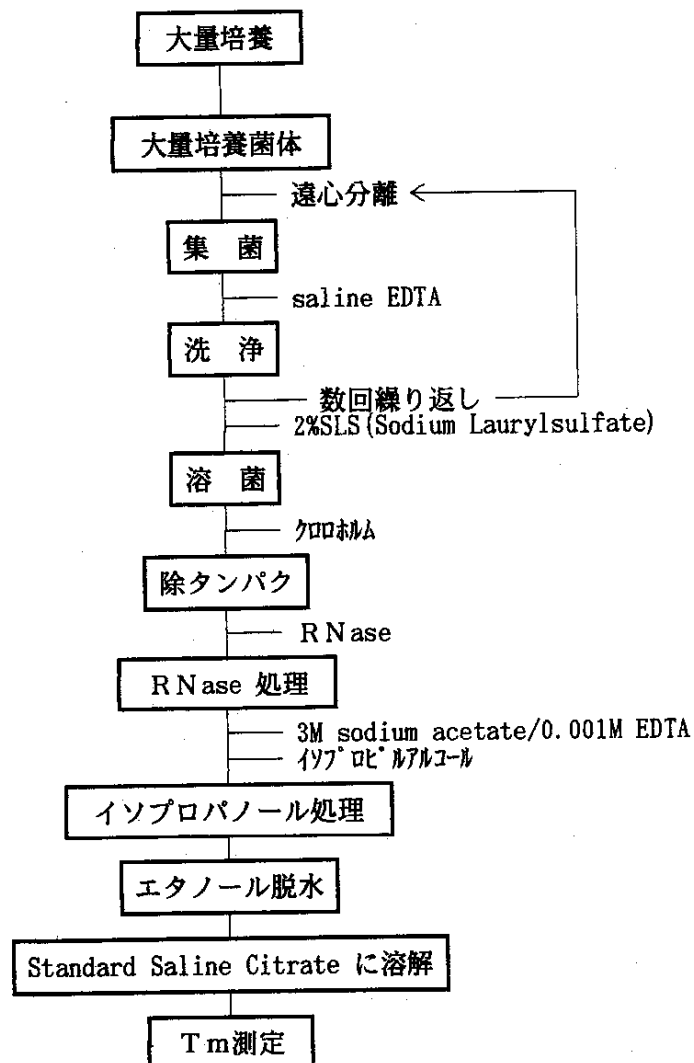 大量培養
大量培養菌体
遠心分離
集 菌
saline EDTA
洗 浄
数回繰り返し
2%SLS(Sodium Laurylsulfate)
溶 菌
クロロホルム
除タンパク
RNase
RNase 処理
3M sodium acetate/0.001M EDTA
イソプロピルアルコール
イソプロパノール処理
エタノール脱水
Standard Saline Citrate に溶解
Tm測定